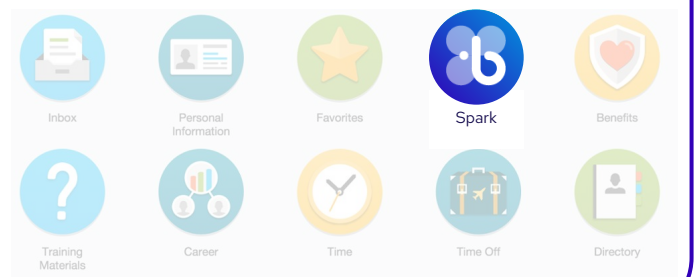 b
Inbox
Personal
Information
Favorites
Spark
Benefits
?
Training
Materials
Career
Time
Time Off
Directory